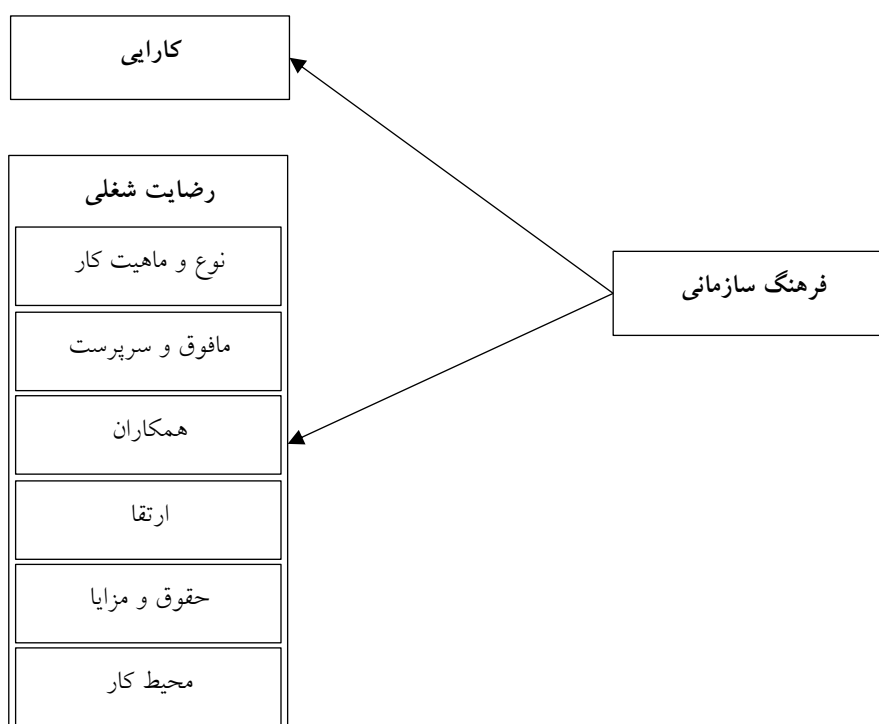 کارایی
رضایت شغلی
نوع و ماهیت کار
مافوق و سرپرست
همکاران
ارتقا
حقوق و مزایا
محیط کار
فرهنگ سازمانی